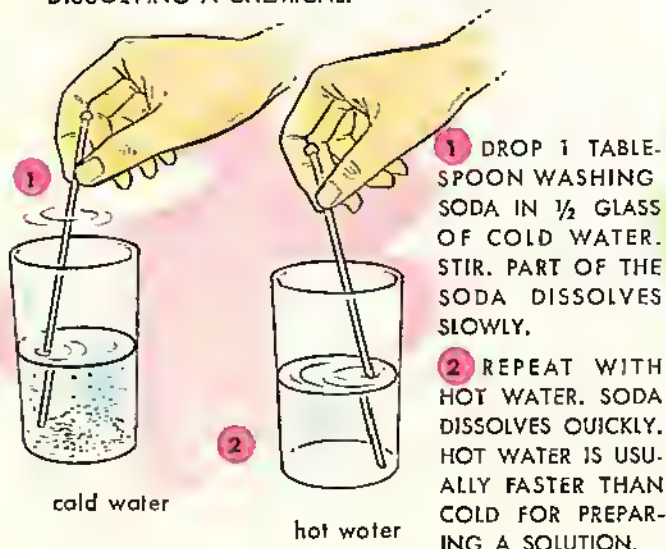 DISSOLVING A CHEMICAL.
1
1 DROP 1 TABLE-
SPOON WASHING
SODA IN ½ GLASS
OF COLD WATER.
STIR. PART OF THE
SODA DISSOLVES
SLOWLY.
2 REPEAT WITH
HOT WATER. SODA
DISSOLVES QUICKLY.
HOT WATER IS USU-
ALLY FASTER THAN
COLD FOR PREPAR-
ING A SOLUTION.
2
cold water
hot water